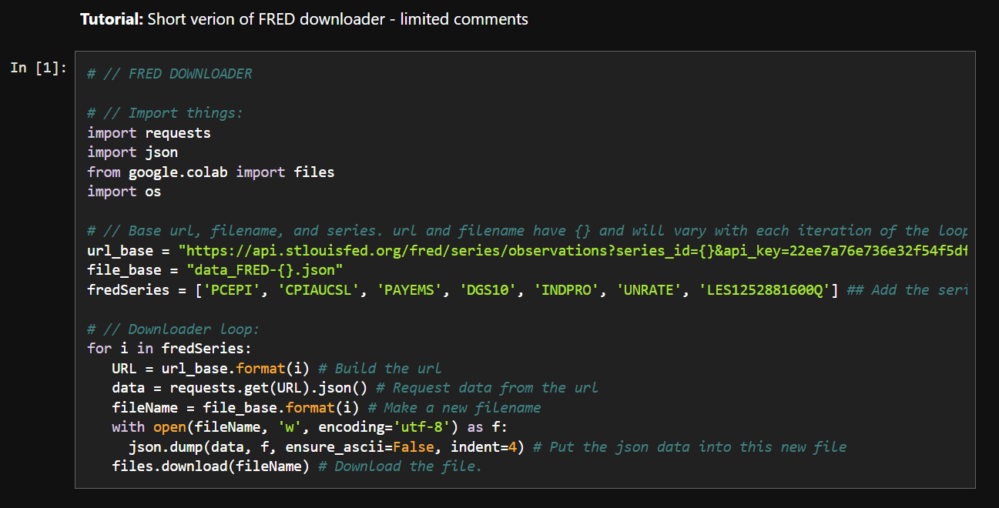 Tutorial: Short verion of FRED downloader - limited comments
In [1]:
# // FRED DOWNLOADER
# // Import things:
import requests
import json
from google.colab import files
import os
# // Base url, filename, and series. url and filename have {} and will vary with each iteration of the loop
url_base = "https://api.stlouisfed.org/fred/series/observations?series_id={}&api_key=22ee7a76e736e32f54f5df
file_base = "data_FRED-{}.json"
fredSeries = ['PCEPI', 'CPIAUCSL', 'PAYEMS', 'DGS10', 'INDPRO', 'UNRATE', 'LES1252881600Q'] ## Add the seri
# // Downloader loop:
for i in fredSeries:
URL = url_base.format(i) # Build the url
data = requests.get(URL).json() # Request data from the url
fileName = file_base.format(i) # Make a new filename
with open(fileName, 'w', encoding='utf-8') as f:
json.dump(data, f, ensure_ascii=False, indent=4) # Put the json data into this new file
files.download(fileName) # Download the file.